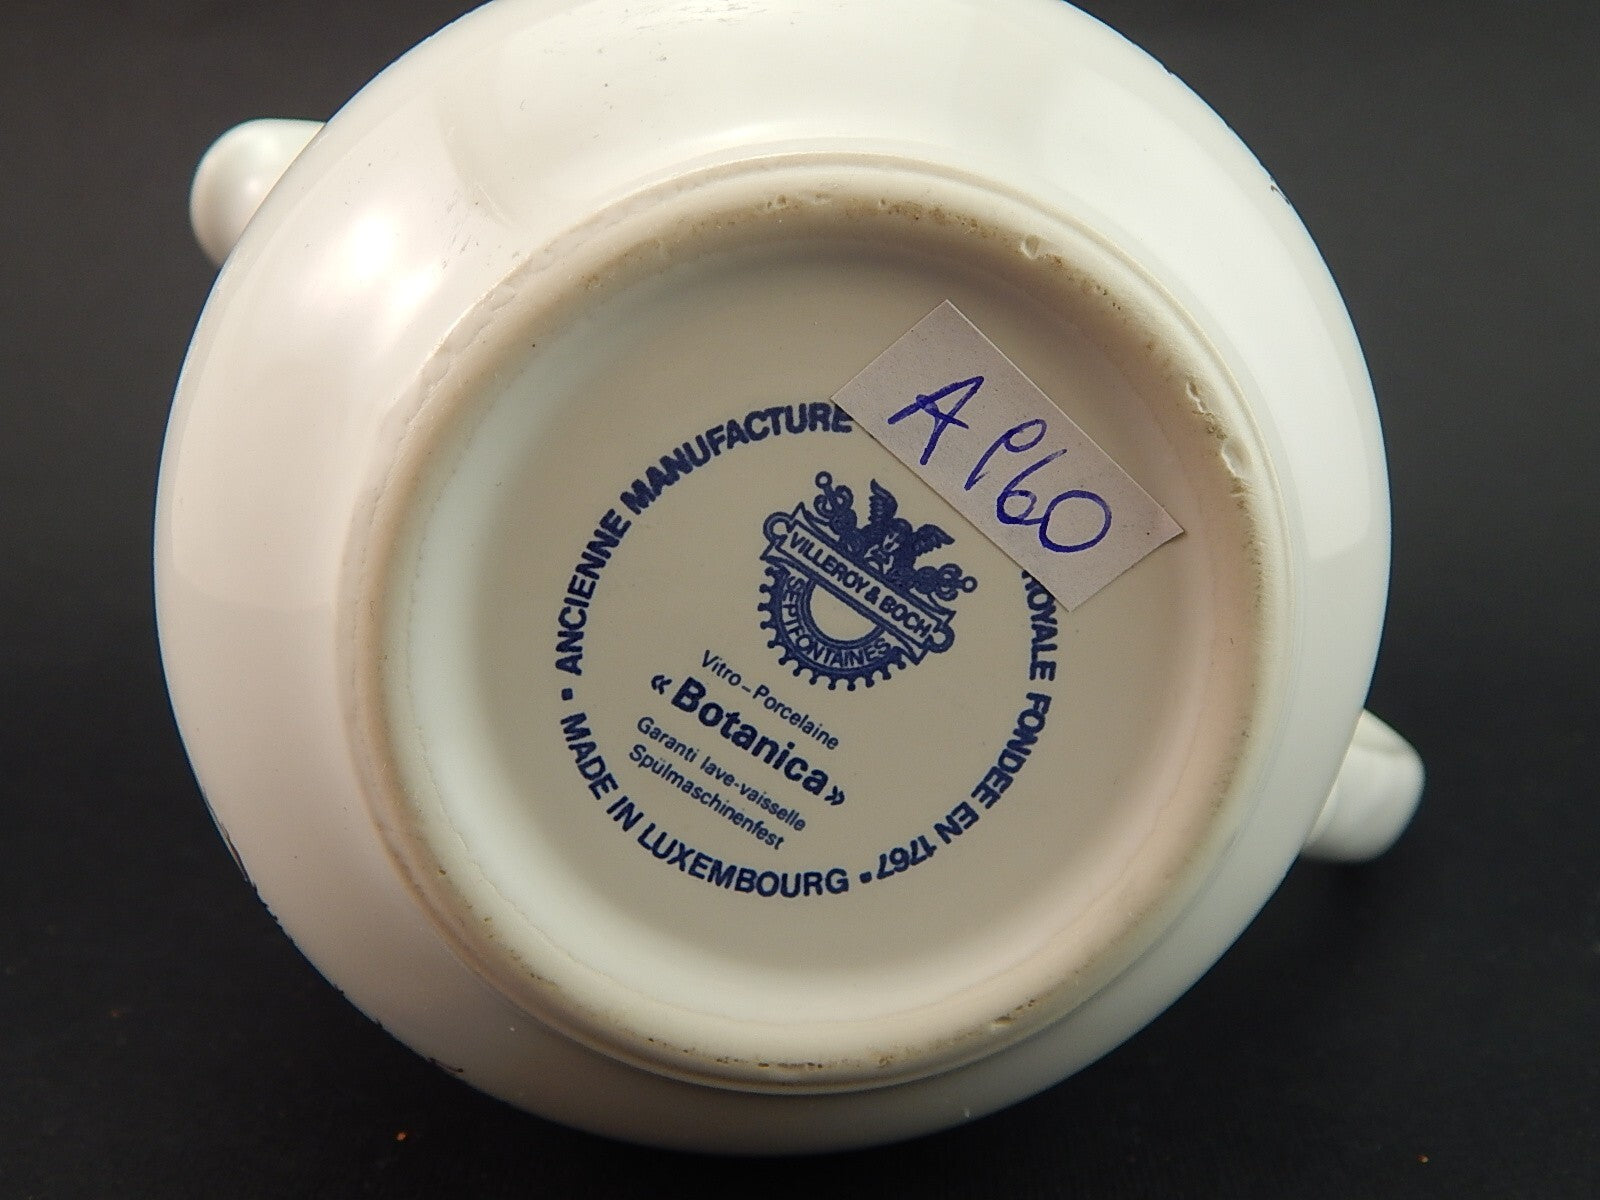 ANCIENNE MANUFACTURE ROYALE FONDEE EN 1767
VILLEROY & BOCH
SEPTFONTAINES
Vitro-Porcelaine
«Botanica»
Garanti lave-vaisselle
Spülmaschinenfest
MADE IN LUXEMBOURG
A P60